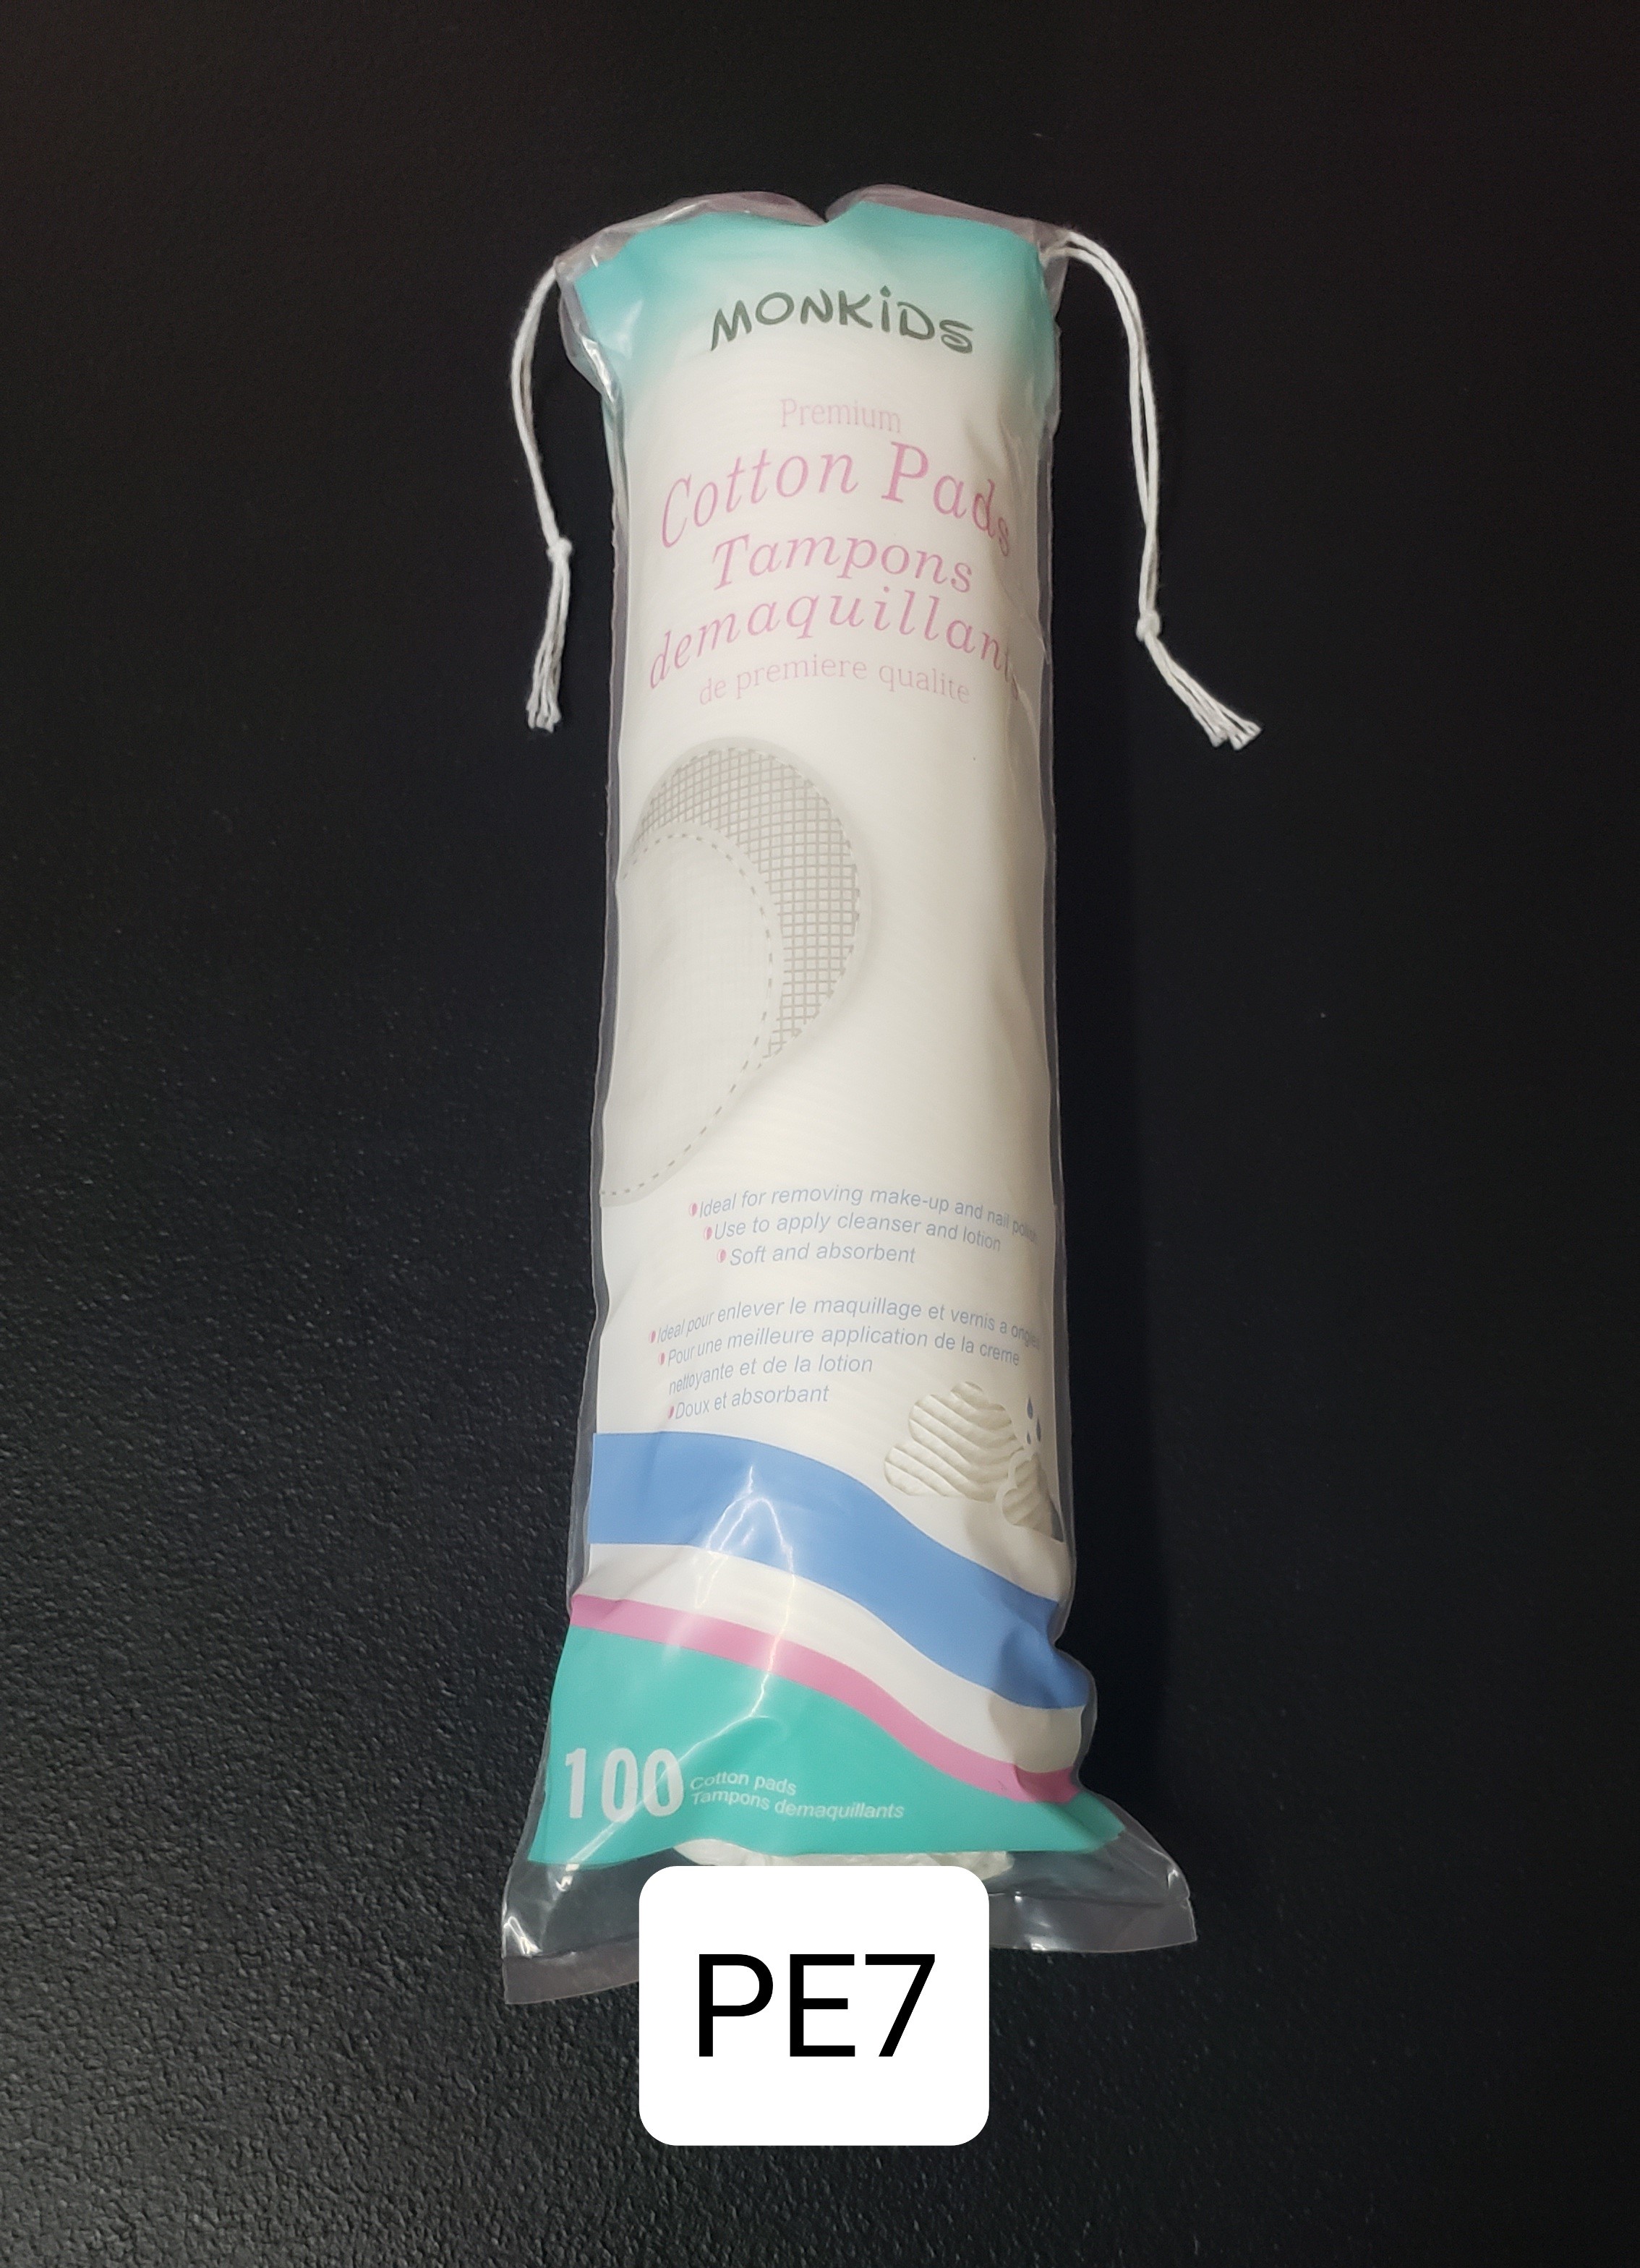 MONKiDS
Premium
Cotton Pads
Tampons
demaquillants
de premiere qualite
Ideal for removing make-up and nail polish
Use to apply cleanser and lotion
Soft and absorbent
Ideal pour enlever le maquillage et vernis a ongles
Pour une meilleure application de la creme
nettoyante et de la lotion
Doux et absorbant
100
Cotton pads
Tampons demaquillants
PE7